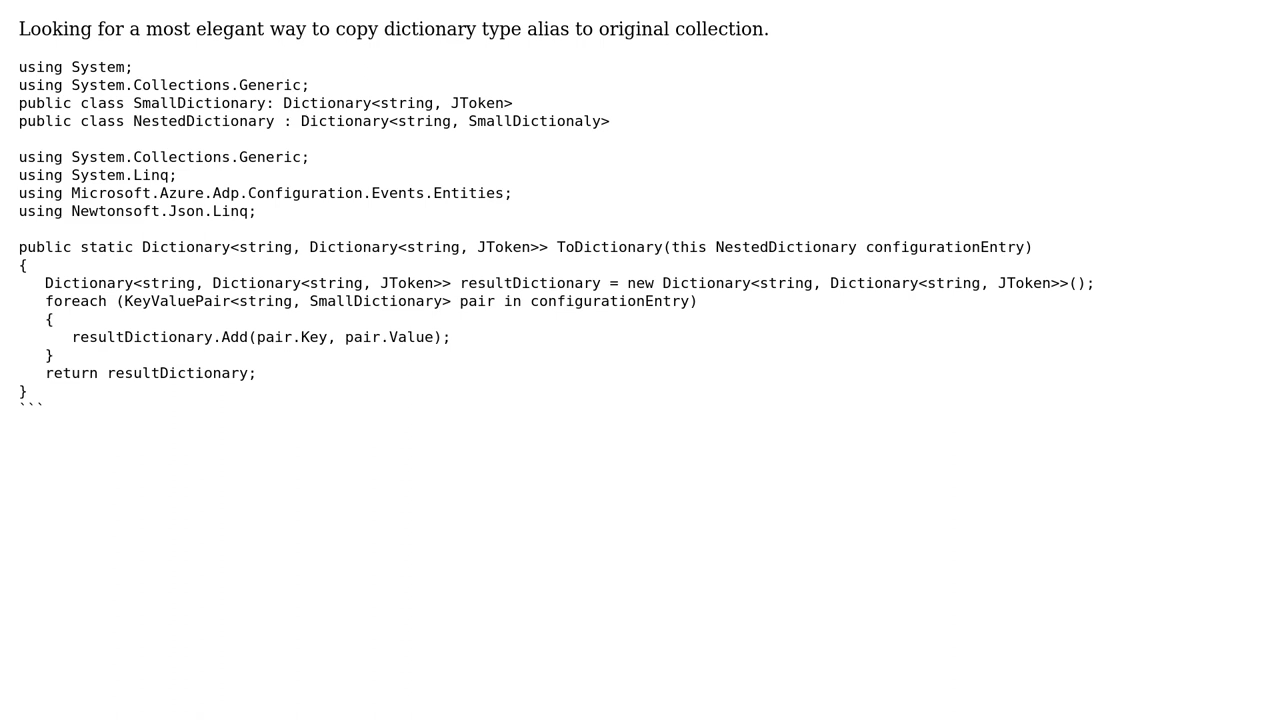 Looking for a most elegant way to copy dictionary type alias to original collection.
using System;
using System.Collections.Generic;
public class SmallDictionary: Dictionary<string, JToken>
public class NestedDictionary : Dictionary<string, SmallDictionaly>
using System.Collections.Generic;
using System.Linq;
using Microsoft.Azure.Adp.Configuration.Events.Entities;
using Newtonsoft.Json.Linq;
public static Dictionary<string, Dictionary<string, JToken>> ToDictionary(this NestedDictionary configurationEntry)
{
   Dictionary<string, Dictionary<string, JToken>> resultDictionary = new Dictionary<string, Dictionary<string, JToken>>();
   foreach (KeyValuePair<string, SmallDictionary> pair in configurationEntry)
   {
      resultDictionary.Add(pair.Key, pair.Value);
   }
   return resultDictionary;
}
```